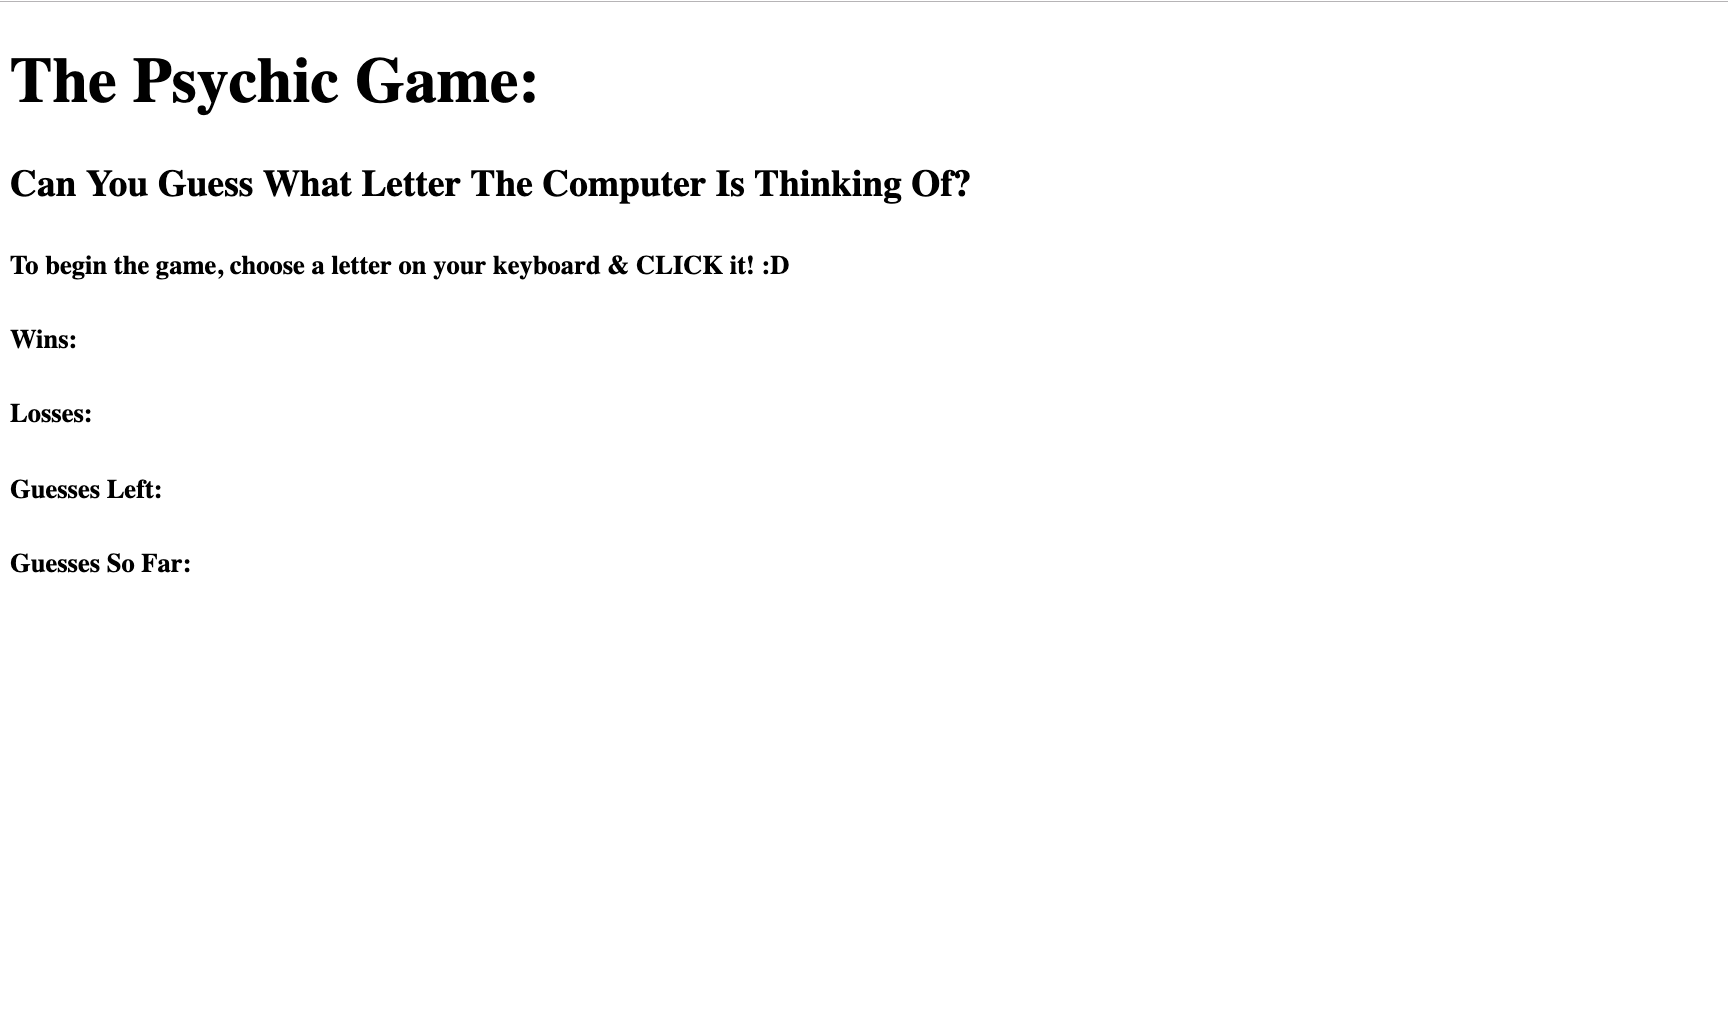 The Psychic Game:
Can You Guess What Letter The Computer Is Thinking Of?
To begin the game, choose a letter on your keyboard & CLICK it! :D
Wins:
Losses:
Guesses Left:
Guesses So Far: